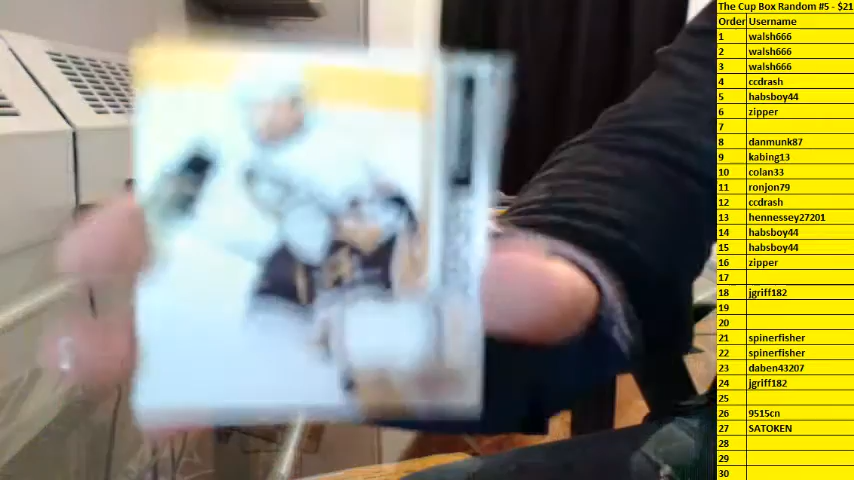 The Cup Box Random #5 - $21
Order Username
1 walsh666
2 walsh666
3 walsh666
4 ccdrash
5 habsboy44
6 zipper
7
8 danmunk87
9 kabing13
10 colan33
11 ronjon79
12 ccdrash
13 hennessey27201
14 habsboy44
15 habsboy44
16 zipper
17
18 jgriff182
19
20
21 spinerfisher
22 spinerfisher
23 daben43207
24 jgriff182
25
26 9515cn
27 SATOKEN
28
29
30